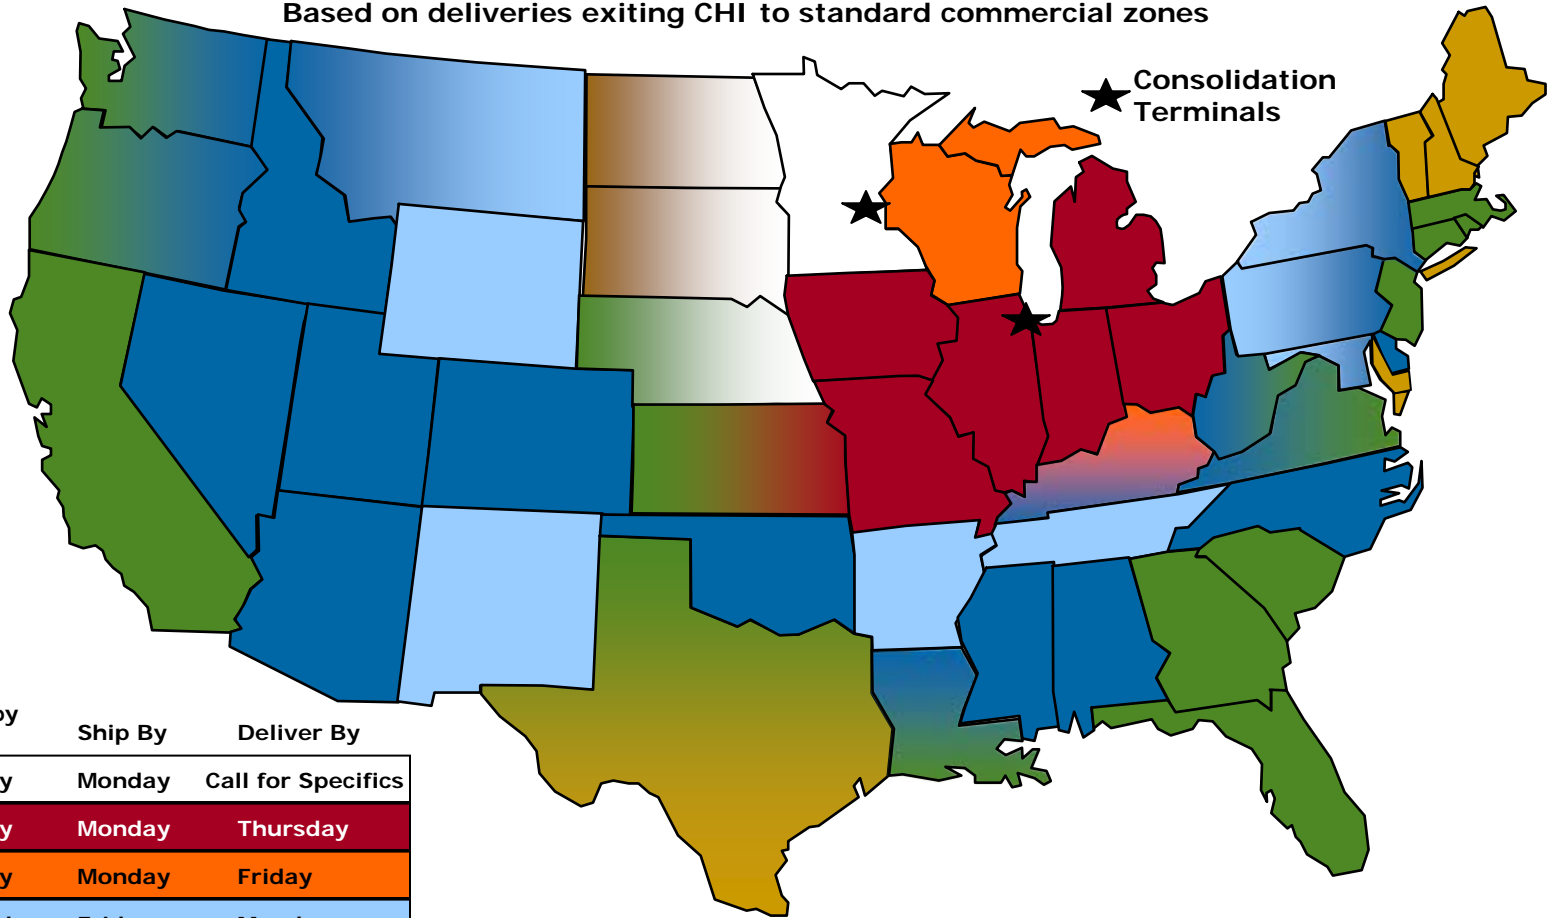 Based on deliveries exiting CHI to standard commercial zones
Consolidation
Terminals
by
Ship By Deliver By
y Monday Call for Specifics
y Monday Thursday
y Monday Friday